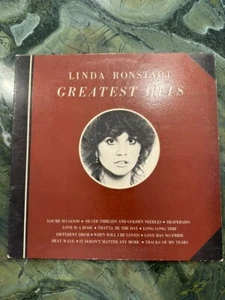 LINDA RONSTADT
GREATEST HITS
YOU'RE NO GOOD • SILVER THREADS AND GOLDEN NEEDLES • DESPERADO
LOVE IS A ROSE • THAT'LL BE THE DAY • LONG LONG TIME
DIFFERENT DRUM • WHEN WILL I BE LOVED • LOVE HAS NO PRIDE
HEAT WAVE • IT DOESN'T MATTER ANY MORE • TRACKS OF MY TEARS